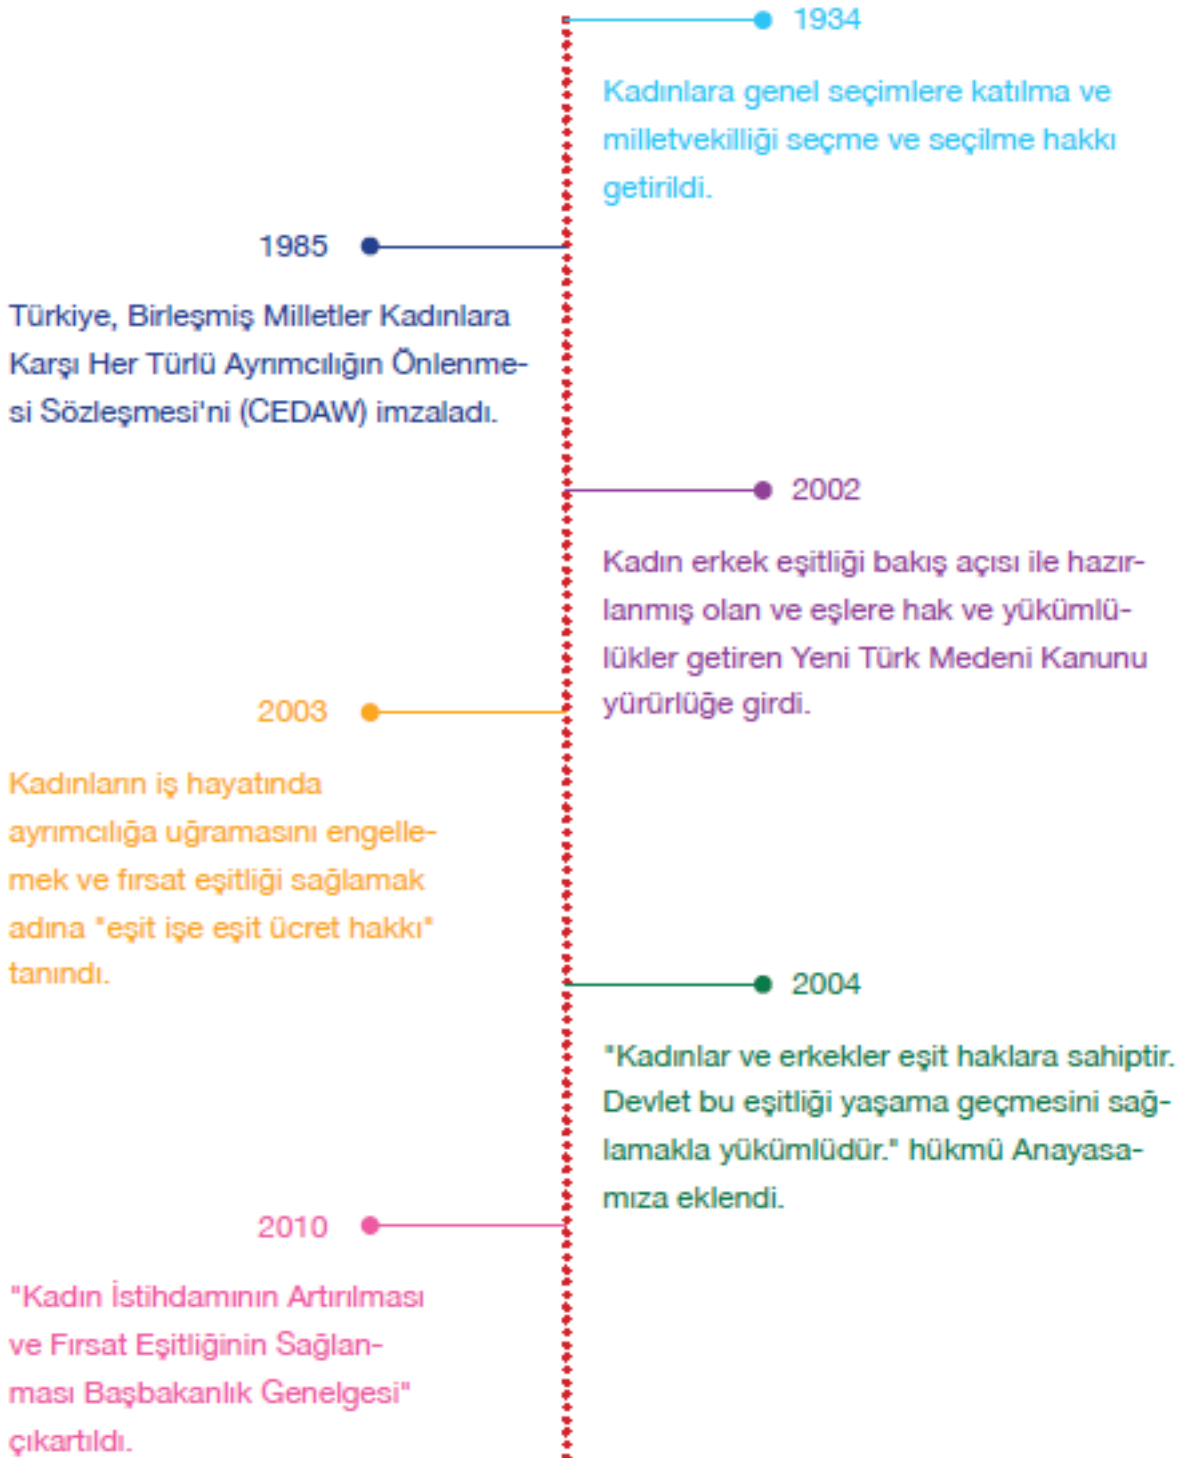 1934
Kadınlara genel seçimlere katılma ve
milletvekilliği seçme ve seçilme hakkı
getirildi.
1985
Türkiye, Birleşmiş Milletler Kadınlara
Karşı Her Türlü Ayrımcılığın Önlenme-
si Sözleşmesi'ni (CEDAW) imzaladı.
2002
Kadın erkek eşitliği bakış açısı ile hazır-
lanmış olan ve eşlere hak ve yükümlü-
lükler getiren Yeni Türk Medeni Kanunu
yürürlüğe girdi.
2003
Kadınların iş hayatında
ayrımcılığa uğramasını engelle-
mek ve fırsat eşitliği sağlamak
adına "eşit işe eşit ücret hakkı"
tanındı.
2004
"Kadınlar ve erkekler eşit haklara sahiptir.
Devlet bu eşitliği yaşama geçmesini sağ-
lamakla yükümlüdür." hükmü Anayasa-
mıza eklendi.
2010
"Kadın İstihdamının Artırılması
ve Fırsat Eşitliğinin Sağlan-
ması Başbakanlık Genelgesi"
çıkartıldı.